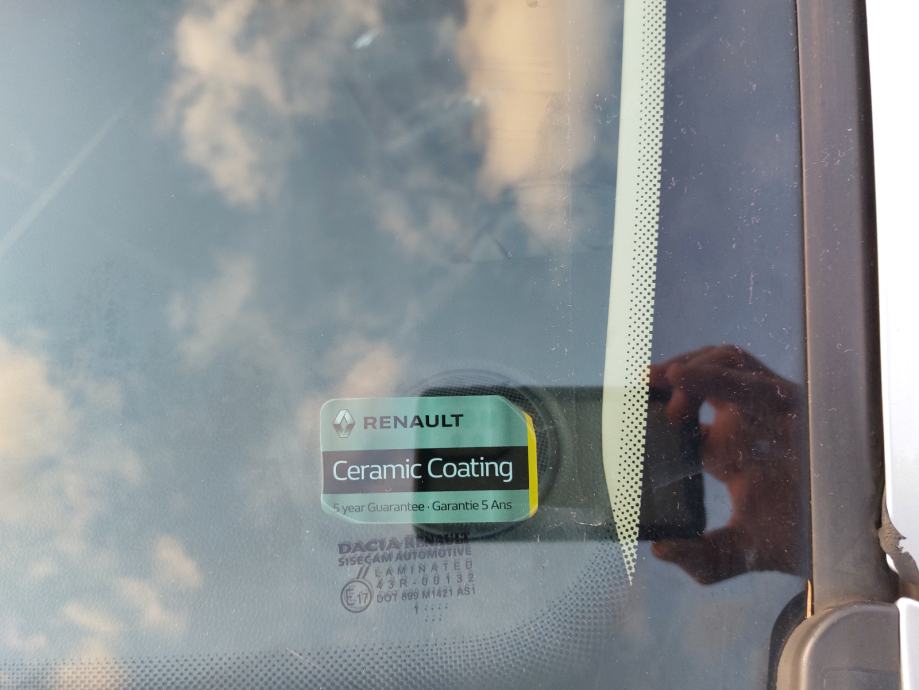 RENAULT
Ceramic Coating
5 year Guarantee · Garantie 5 Ans
DACIA RENAULT
SISECAM AUTOMOTIVE
// LAMINATED
43R-00132
E17 DOT 899 M1421 AS1
1